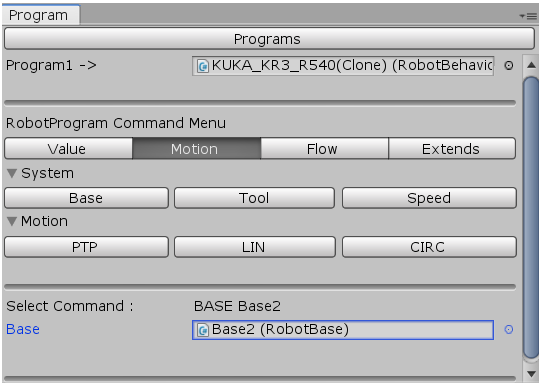 Program
Programs
Program1 -> KUKA_KR3_R540(Clone) (RobotBehavio
RobotProgram Command Menu
Value Motion Flow Extends
System
Base Tool Speed
Motion
PTP LIN CIRC
Select Command : BASE Base2
Base Base2 (RobotBase)